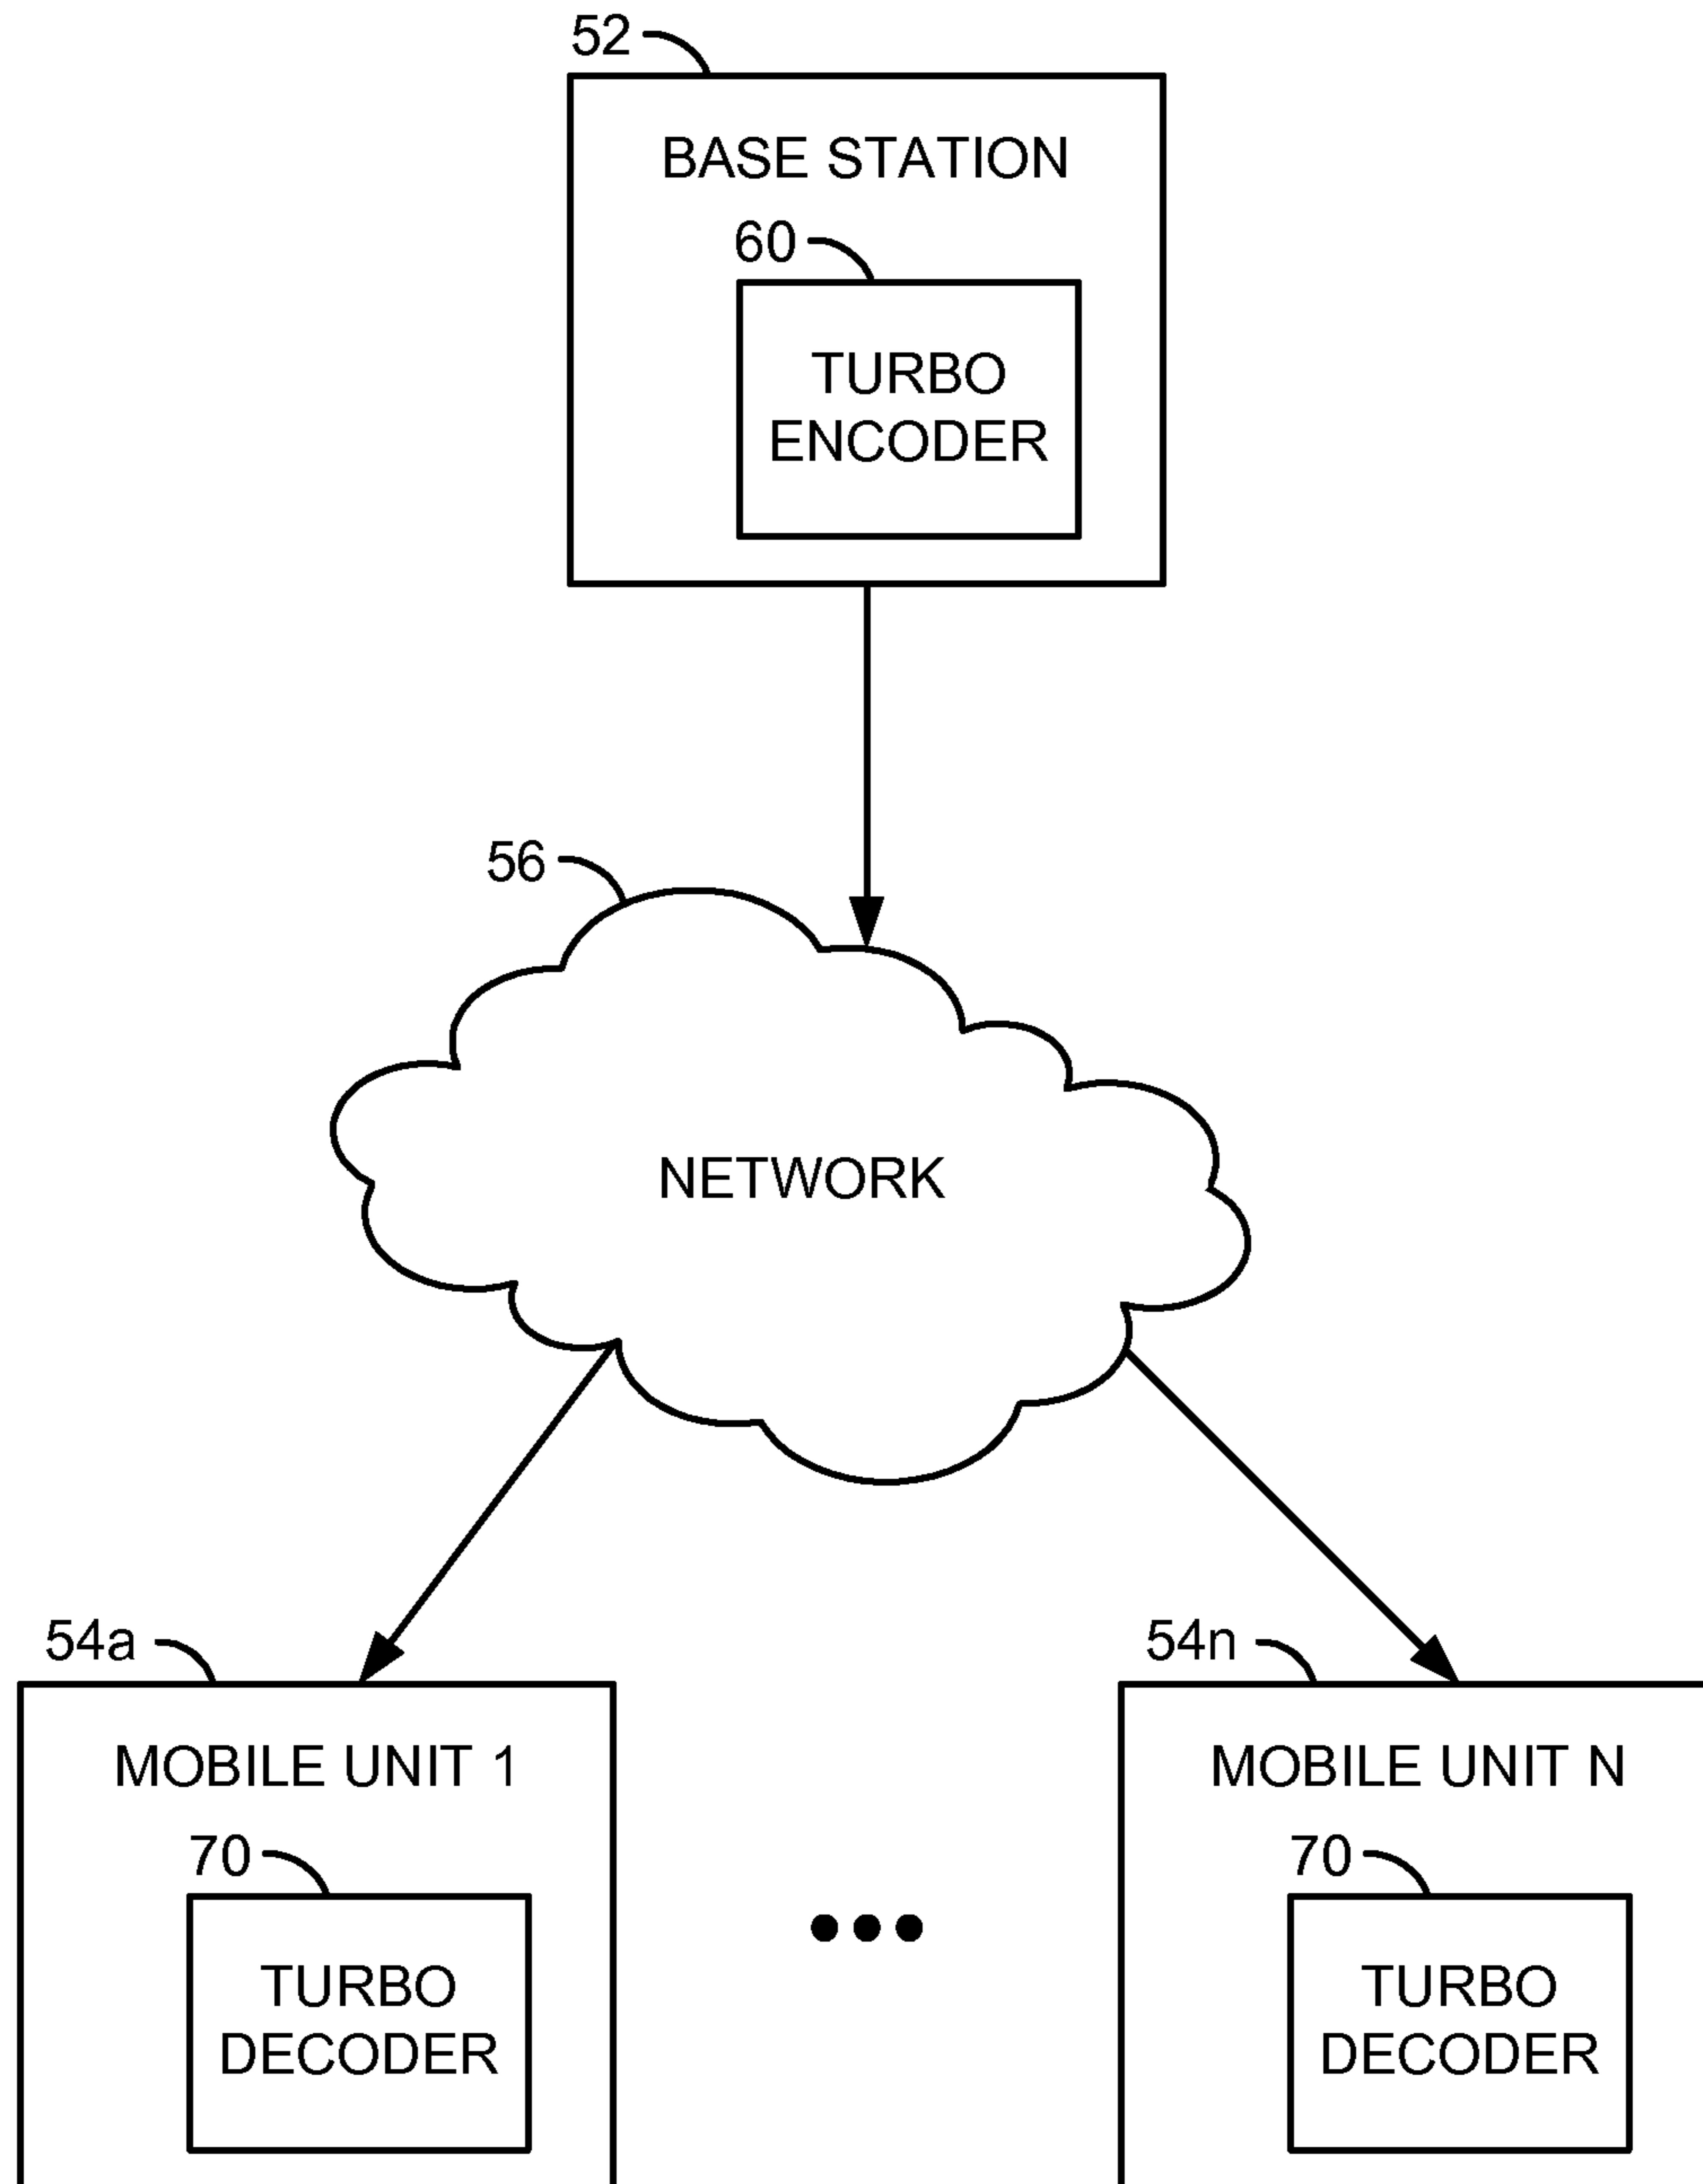 52
BASE STATION
60
TURBO
ENCODER
56
NETWORK
54a
MOBILE UNIT 1
70
TURBO
DECODER
54n
MOBILE UNIT N
70
TURBO
DECODER